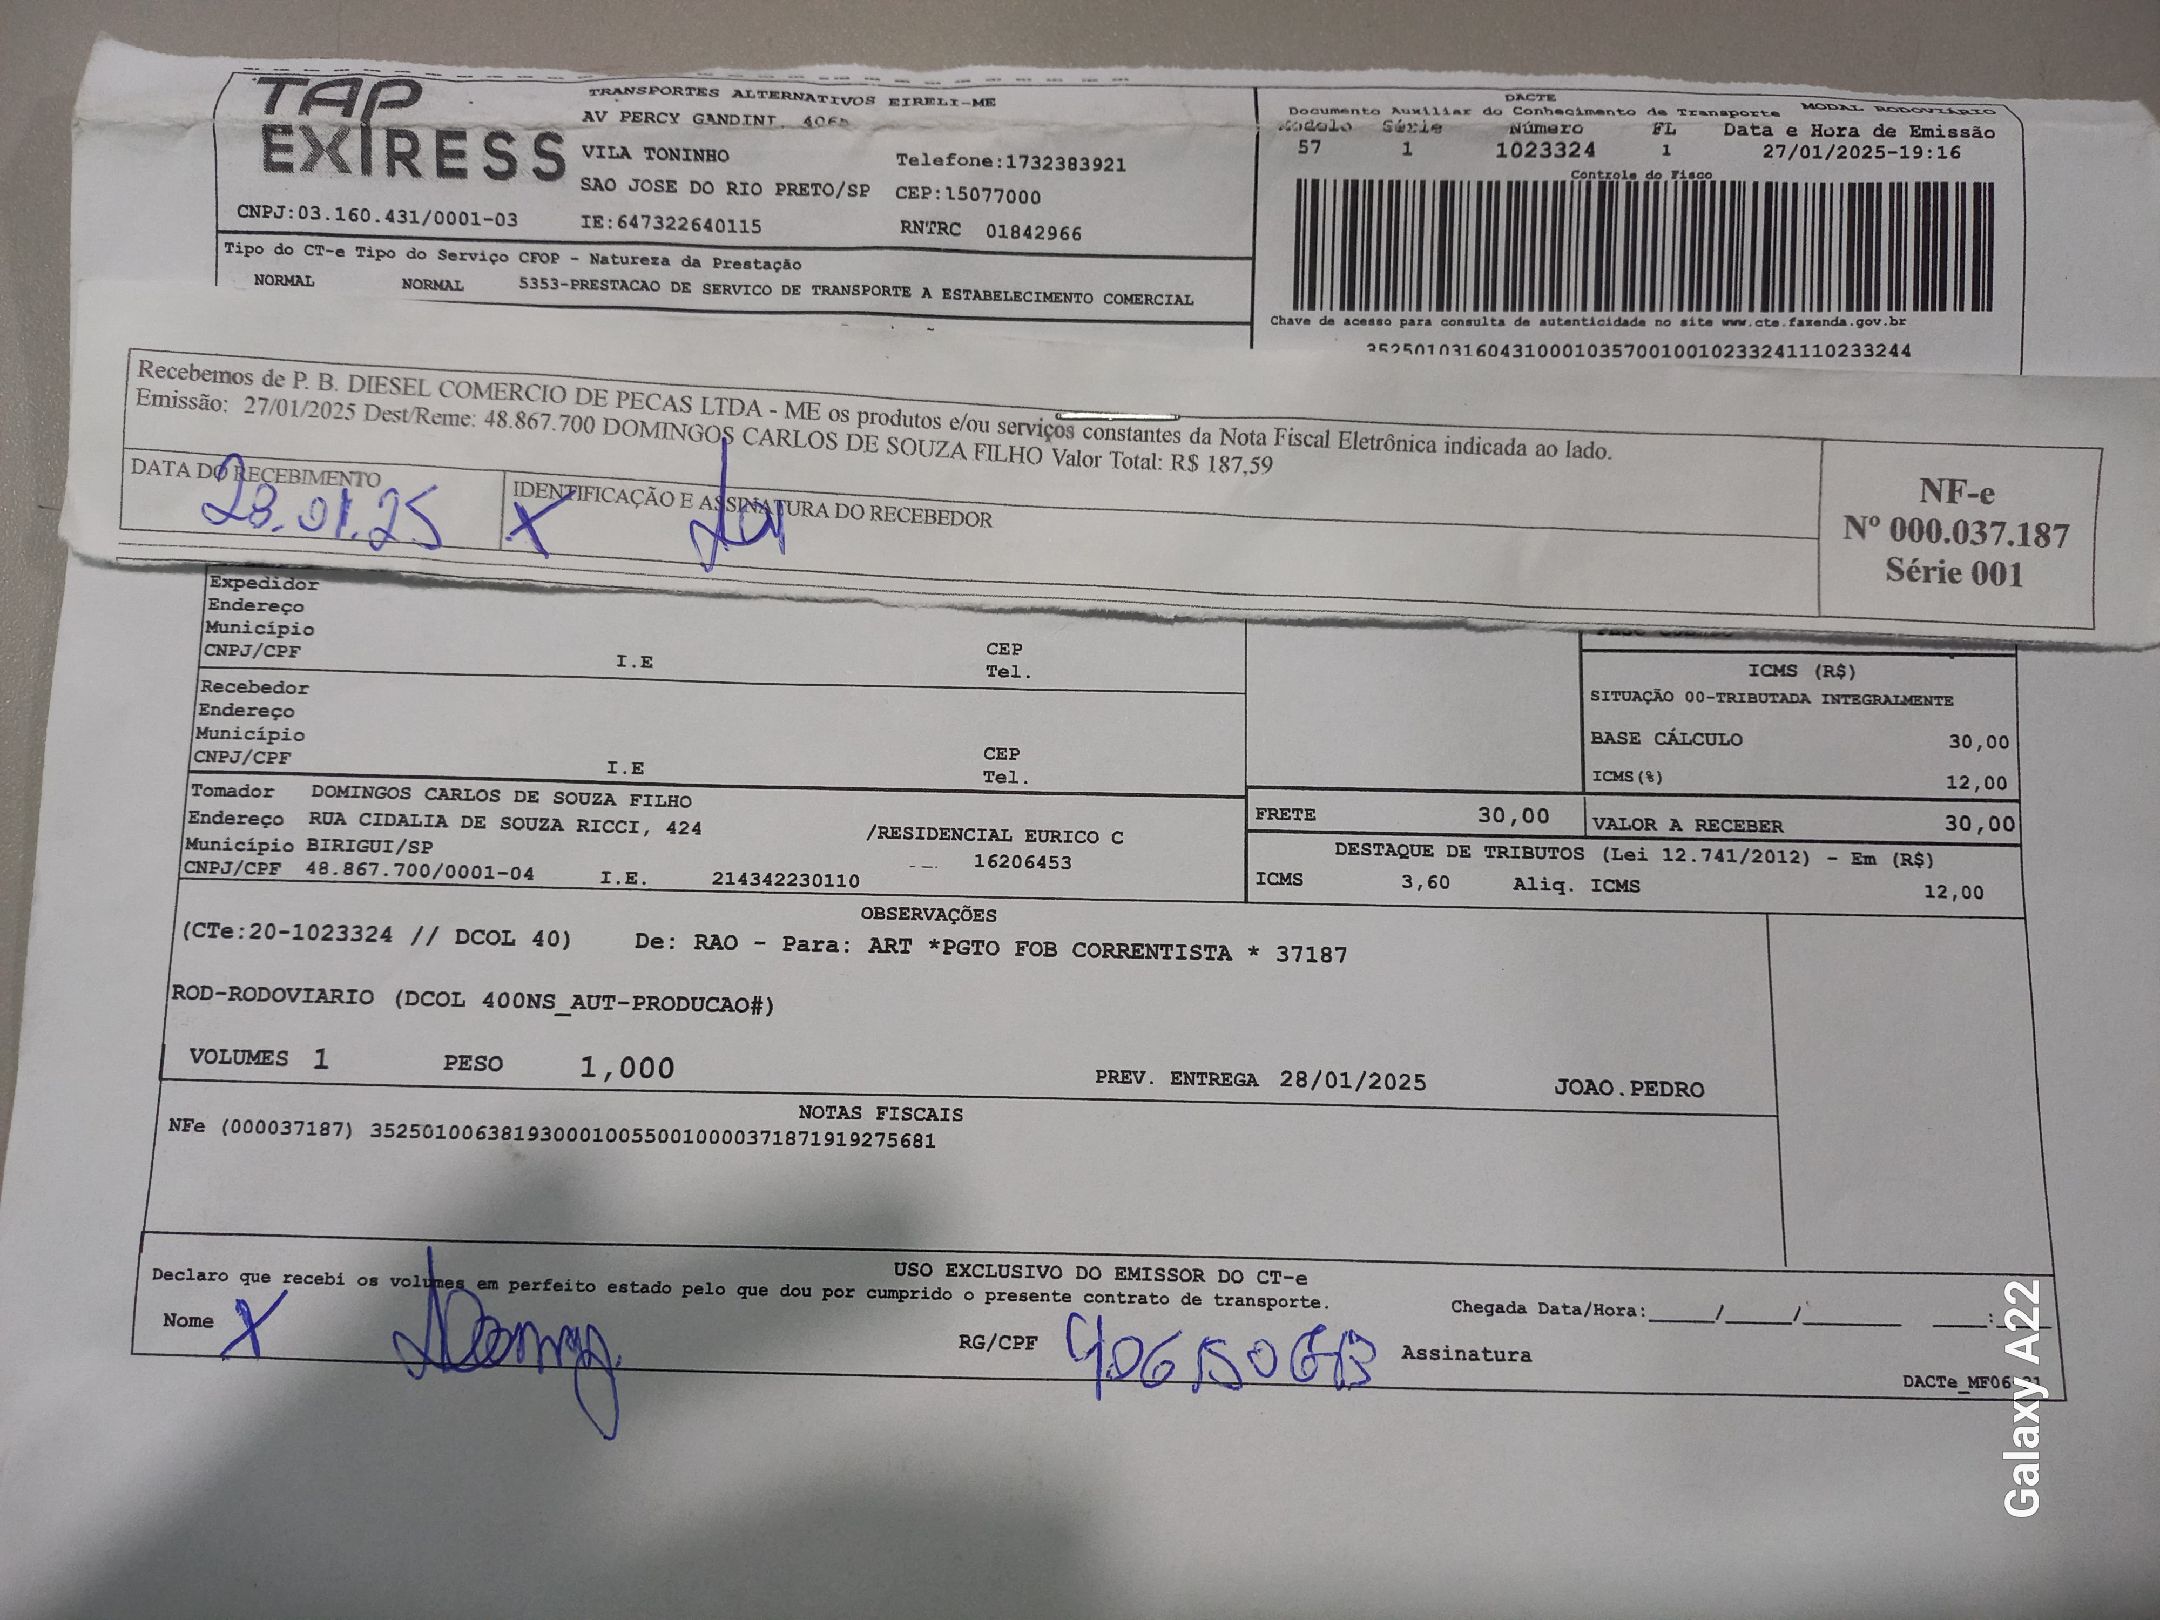 TAP
EXIRESS
TRANSPORTES ALTERNATIVOS EIRELI-ME
AV PERCY GANDINI,
VILA TONINHO
Telefone:1732383921
SAO JOSE DO RIO PRETO/SP CEP:15077000
CNPJ:03.160.431/0001-03 IE:647322640115 RNTRC 01842966
DACTE
Documento Auxiliar do Conhecimento de Transporte MODAL RODOVIÁRIO
Modelo Série Número FL Data e Hora de Emissão
57 1 1023324 1 27/01/2025-19:16
Controle do Fisco
Chave de acesso para consulta de autenticidade no site www.cte.fazenda.gov.br
35250103160431000103570010010233241110233244
Tipo do CT-e Tipo do Serviço CFOP - Natureza da Prestação
NORMAL NORMAL 5353-PRESTACAO DE SERVICO DE TRANSPORTE A ESTABELECIMENTO COMERCIAL
Recebemos de P. B. DIESEL COMERCIO DE PECAS LTDA - ME os produtos e/ou serviços constantes da Nota Fiscal Eletrônica indicada ao lado.
Emissão: 27/01/2025 Dest/Reme: 48.867.700 DOMINGOS CARLOS DE SOUZA FILHO Valor Total: R$ 187,59
DATA DO RECEBIMENTO
28.01.25
IDENTIFICAÇÃO E ASSINATURA DO RECEBEDOR
X
NF-e
Nº 000.037.187
Série 001
Expedidor
Endereço
Município CEP
CNPJ/CPF I.E Tel.
Recebedor
Endereço
Município CEP
CNPJ/CPF I.E Tel.
ICMS (R$)
SITUAÇÃO 00-TRIBUTADA INTEGRALMENTE
BASE CÁLCULO 30,00
ICMS(%) 12,00
Tomador DOMINGOS CARLOS DE SOUZA FILHO
Endereço RUA CIDALIA DE SOUZA RICCI, 424 /RESIDENCIAL EURICO C
Município BIRIGUI/SP 16206453
CNPJ/CPF 48.867.700/0001-04 I.E. 214342230110
FRETE 30,00 VALOR A RECEBER 30,00
DESTAQUE DE TRIBUTOS (Lei 12.741/2012) - Em (R$)
ICMS 3,60 Aliq. ICMS 12,00
OBSERVAÇÕES
(CTe:20-1023324 // DCOL 40) De: RAO - Para: ART *PGTO FOB CORRENTISTA * 37187
ROD-RODOVIARIO (DCOL 400NS_AUT-PRODUCAO#)
VOLUMES 1 PESO 1,000 PREV. ENTREGA 28/01/2025 JOAO.PEDRO
NOTAS FISCAIS
NFe (000037187) 35250100638193000100550010000371871919275681
USO EXCLUSIVO DO EMISSOR DO CT-e
Declaro que recebi os volumes em perfeito estado pelo que dou por cumprido o presente contrato de transporte.
Chegada Data/Hora:_____/_____/_______ ____:____
Nome X
RG/CPF
Assinatura
Galaxy A22